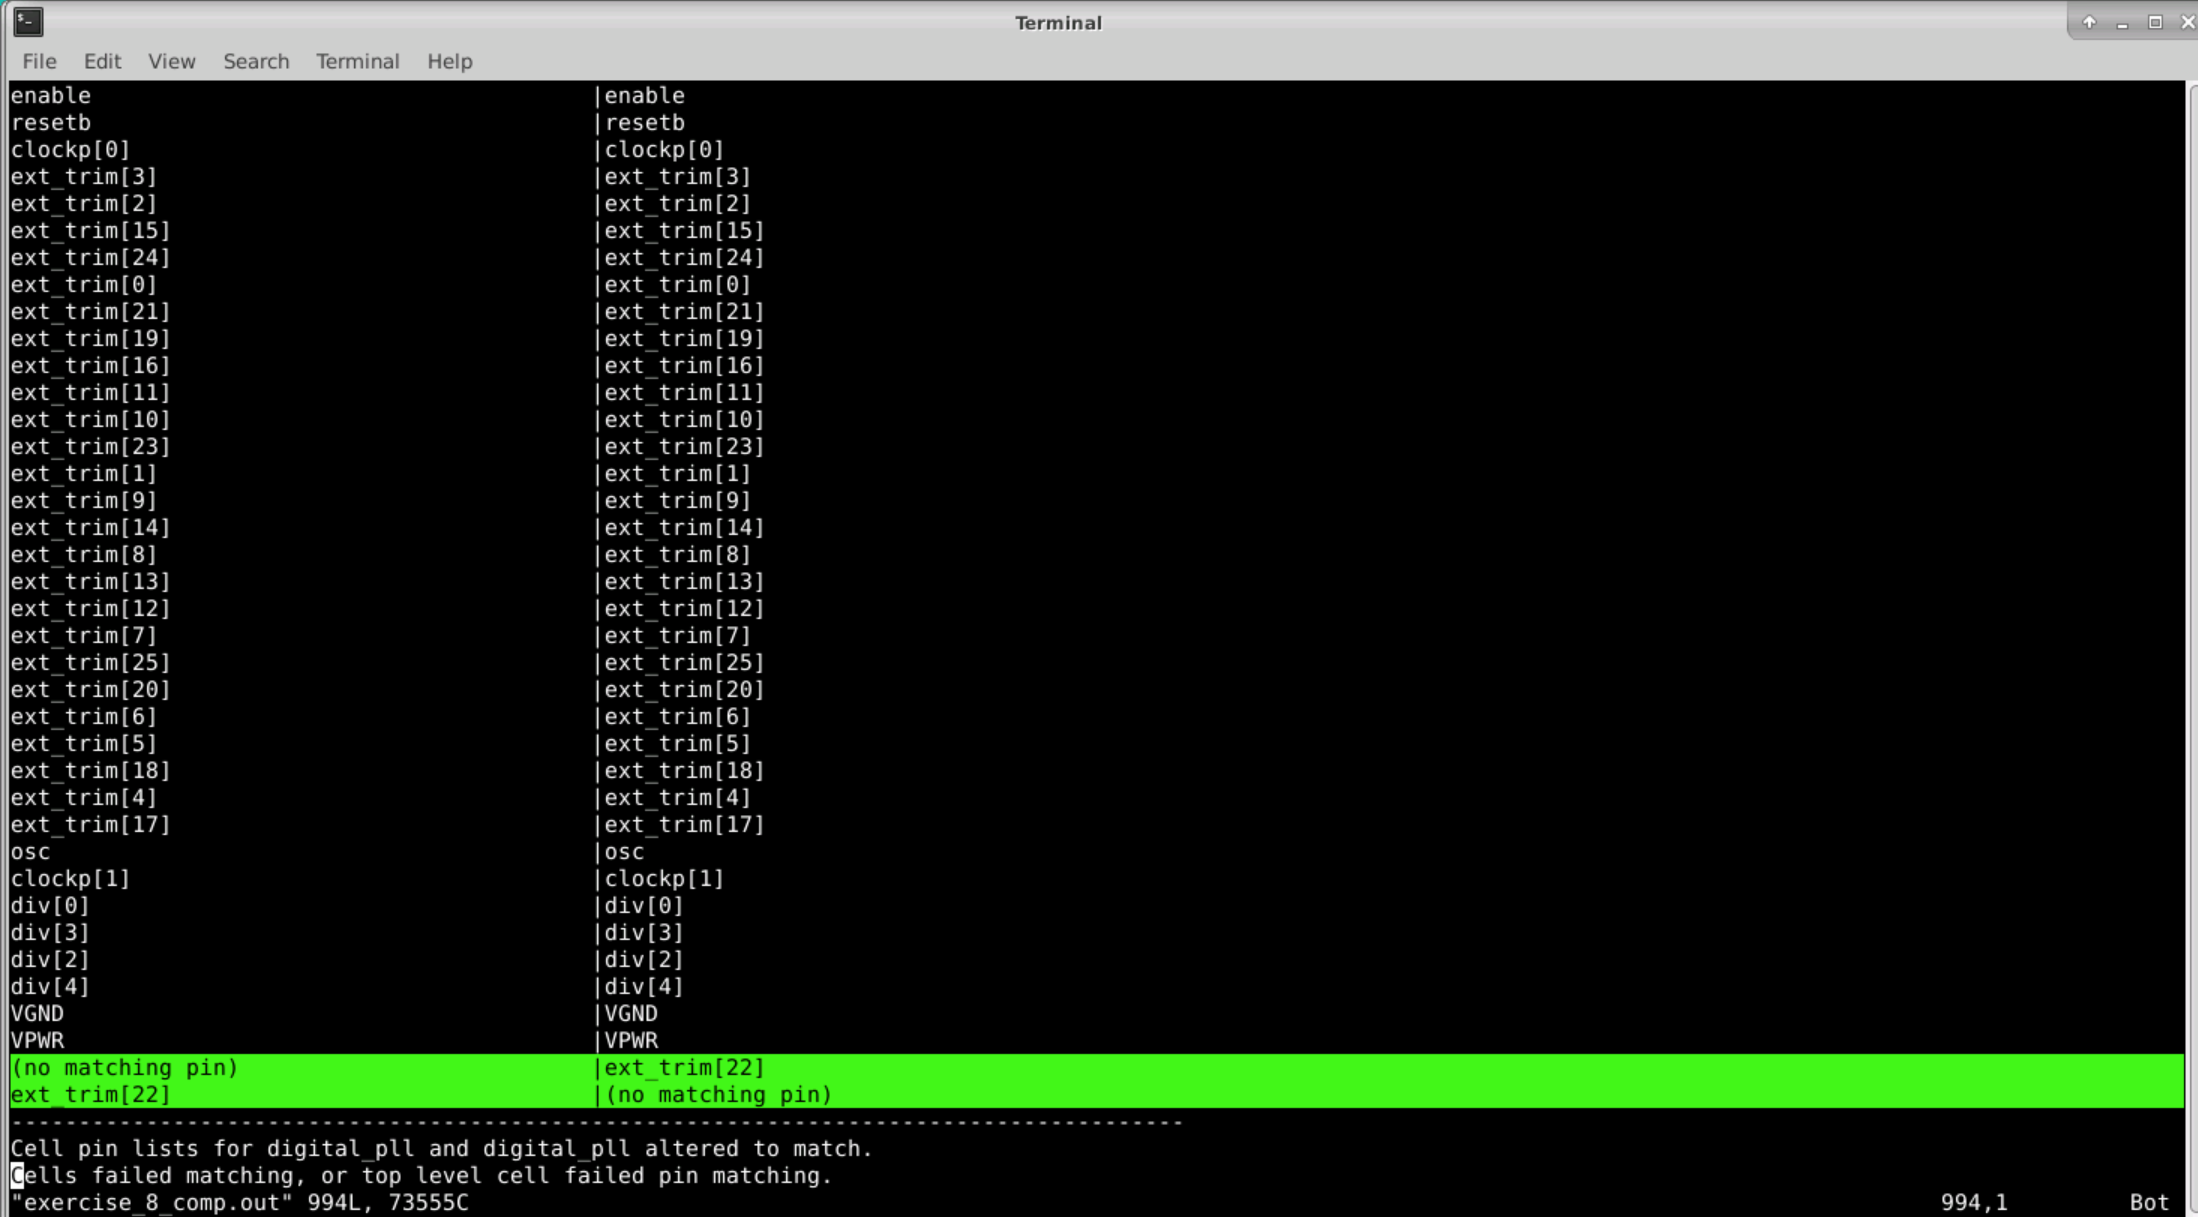 Terminal
File Edit View Search Terminal Help
enable |enable
resetb |resetb
clockp[0] |clockp[0]
ext_trim[3] |ext_trim[3]
ext_trim[2] |ext_trim[2]
ext_trim[15] |ext_trim[15]
ext_trim[24] |ext_trim[24]
ext_trim[0] |ext_trim[0]
ext_trim[21] |ext_trim[21]
ext_trim[19] |ext_trim[19]
ext_trim[16] |ext_trim[16]
ext_trim[11] |ext_trim[11]
ext_trim[10] |ext_trim[10]
ext_trim[23] |ext_trim[23]
ext_trim[1] |ext_trim[1]
ext_trim[9] |ext_trim[9]
ext_trim[14] |ext_trim[14]
ext_trim[8] |ext_trim[8]
ext_trim[13] |ext_trim[13]
ext_trim[12] |ext_trim[12]
ext_trim[7] |ext_trim[7]
ext_trim[25] |ext_trim[25]
ext_trim[20] |ext_trim[20]
ext_trim[6] |ext_trim[6]
ext_trim[5] |ext_trim[5]
ext_trim[18] |ext_trim[18]
ext_trim[4] |ext_trim[4]
ext_trim[17] |ext_trim[17]
osc |osc
clockp[1] |clockp[1]
div[0] |div[0]
div[3] |div[3]
div[2] |div[2]
div[4] |div[4]
VGND |VGND
VPWR |VPWR
(no matching pin) |ext_trim[22]
ext_trim[22] |(no matching pin)
---------------------------------------------------------------------------------------
Cell pin lists for digital_pll and digital_pll altered to match.
Cells failed matching, or top level cell failed pin matching.
"exercise_8_comp.out" 994L, 73555C 994,1 Bot